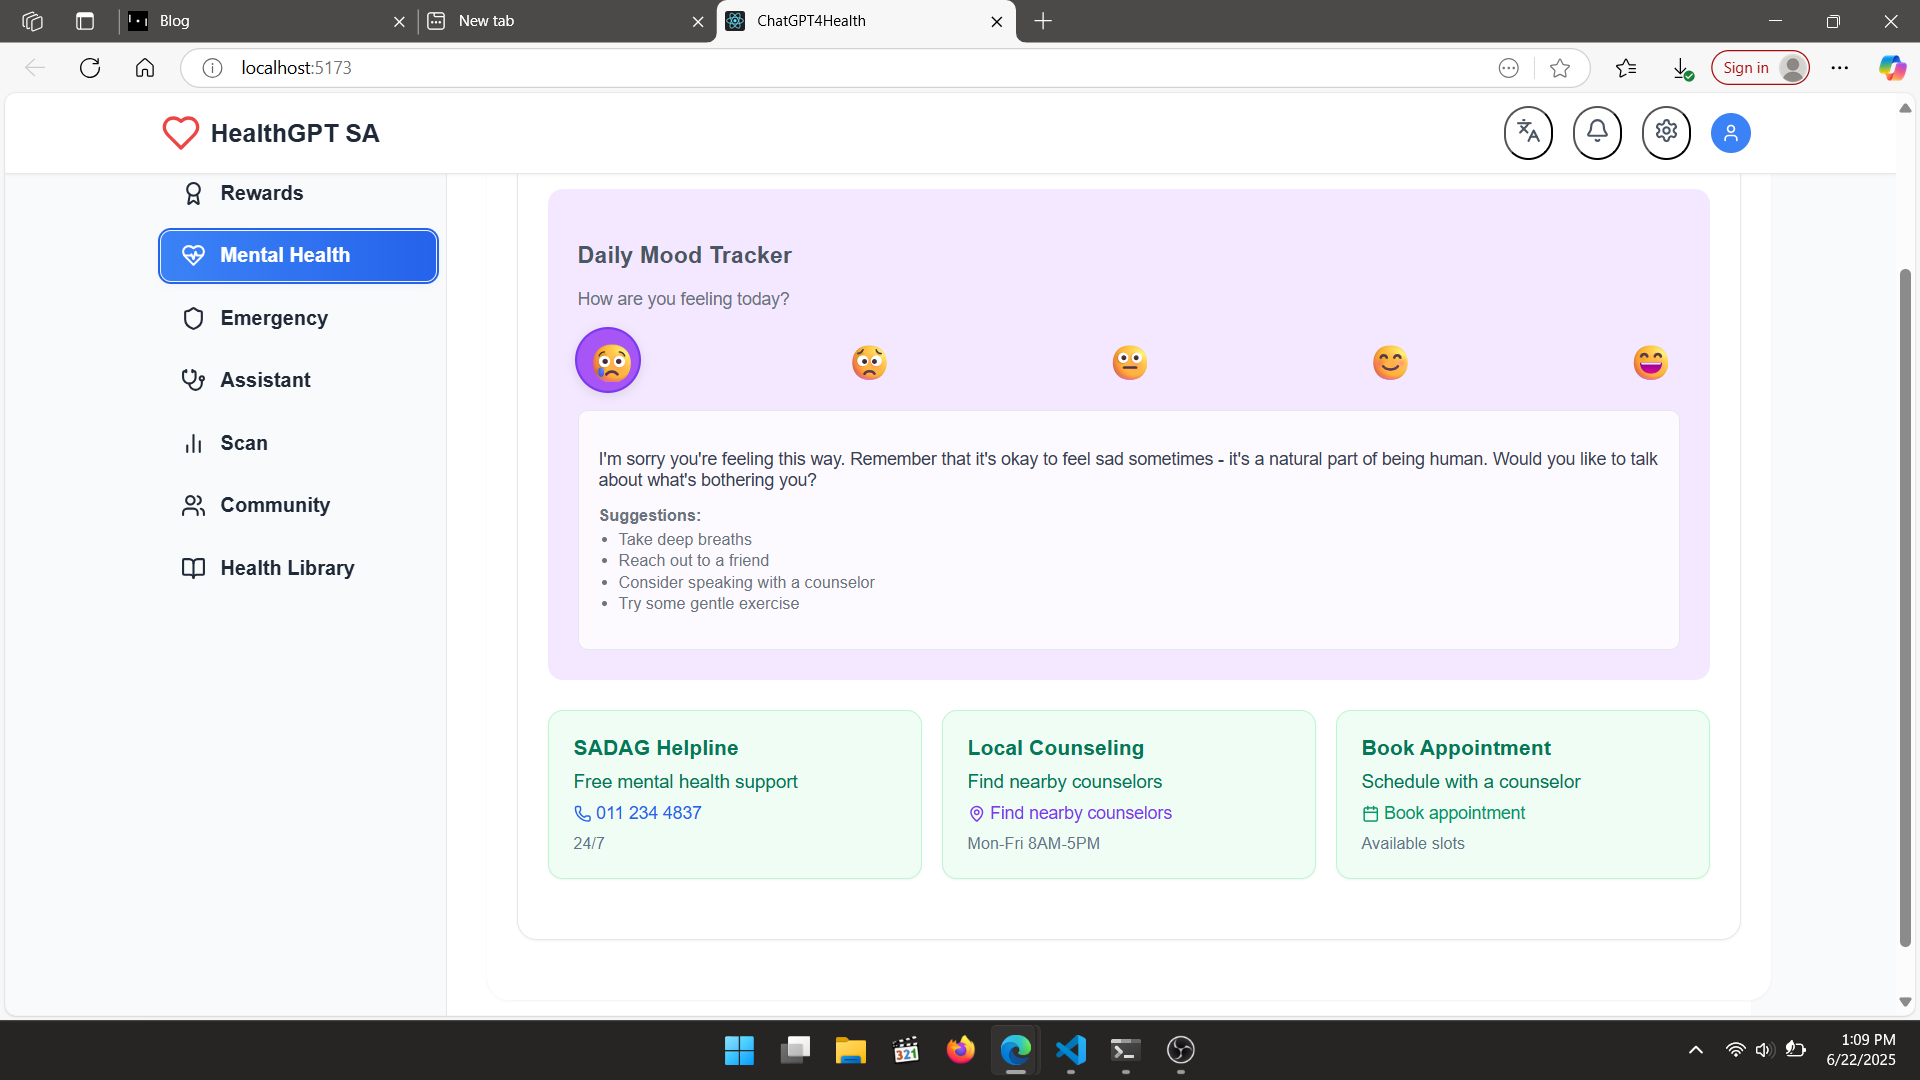 Blog
New tab
ChatGPT4Health
localhost:5173
Sign in
HealthGPT SA
Rewards
Mental Health
Emergency
Assistant
Scan
Community
Health Library
Daily Mood Tracker
How are you feeling today?
I'm sorry you're feeling this way. Remember that it's okay to feel sad sometimes - it's a natural part of being human. Would you like to talk
about what's bothering you?
Suggestions:
• Take deep breaths
• Reach out to a friend
• Consider speaking with a counselor
• Try some gentle exercise
SADAG Helpline
Free mental health support
011 234 4837
24/7
Local Counseling
Find nearby counselors
Find nearby counselors
Mon-Fri 8AM-5PM
Book Appointment
Schedule with a counselor
Book appointment
Available slots
321
1:09 PM
6/22/2025